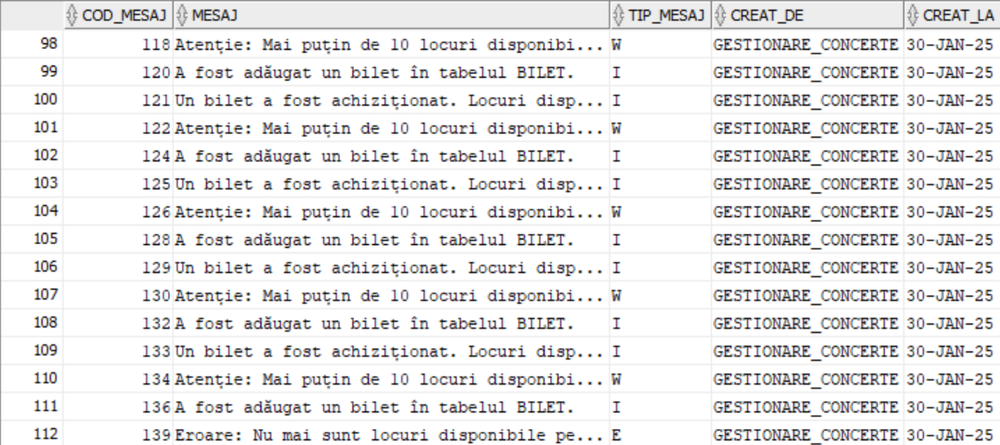 COD_MESAJ MESAJ TIP_MESAJ CREAT_DE CREAT_LA
98 118 Atenție: Mai puțin de 10 locuri disponibi... W GESTIONARE_CONCERTE 30-JAN-25
99 120 A fost adăugat un bilet în tabelul BILET. I GESTIONARE_CONCERTE 30-JAN-25
100 121 Un bilet a fost achiziționat. Locuri disp... I GESTIONARE_CONCERTE 30-JAN-25
101 122 Atenție: Mai puțin de 10 locuri disponibi... W GESTIONARE_CONCERTE 30-JAN-25
102 124 A fost adăugat un bilet în tabelul BILET. I GESTIONARE_CONCERTE 30-JAN-25
103 125 Un bilet a fost achiziționat. Locuri disp... I GESTIONARE_CONCERTE 30-JAN-25
104 126 Atenție: Mai puțin de 10 locuri disponibi... W GESTIONARE_CONCERTE 30-JAN-25
105 128 A fost adăugat un bilet în tabelul BILET. I GESTIONARE_CONCERTE 30-JAN-25
106 129 Un bilet a fost achiziționat. Locuri disp... I GESTIONARE_CONCERTE 30-JAN-25
107 130 Atenție: Mai puțin de 10 locuri disponibi... W GESTIONARE_CONCERTE 30-JAN-25
108 132 A fost adăugat un bilet în tabelul BILET. I GESTIONARE_CONCERTE 30-JAN-25
109 133 Un bilet a fost achiziționat. Locuri disp... I GESTIONARE_CONCERTE 30-JAN-25
110 134 Atenție: Mai puțin de 10 locuri disponibi... W GESTIONARE_CONCERTE 30-JAN-25
111 136 A fost adăugat un bilet în tabelul BILET. I GESTIONARE_CONCERTE 30-JAN-25
112 139 Eroare: Nu mai sunt locuri disponibile pe... E GESTIONARE_CONCERTE 30-JAN-25